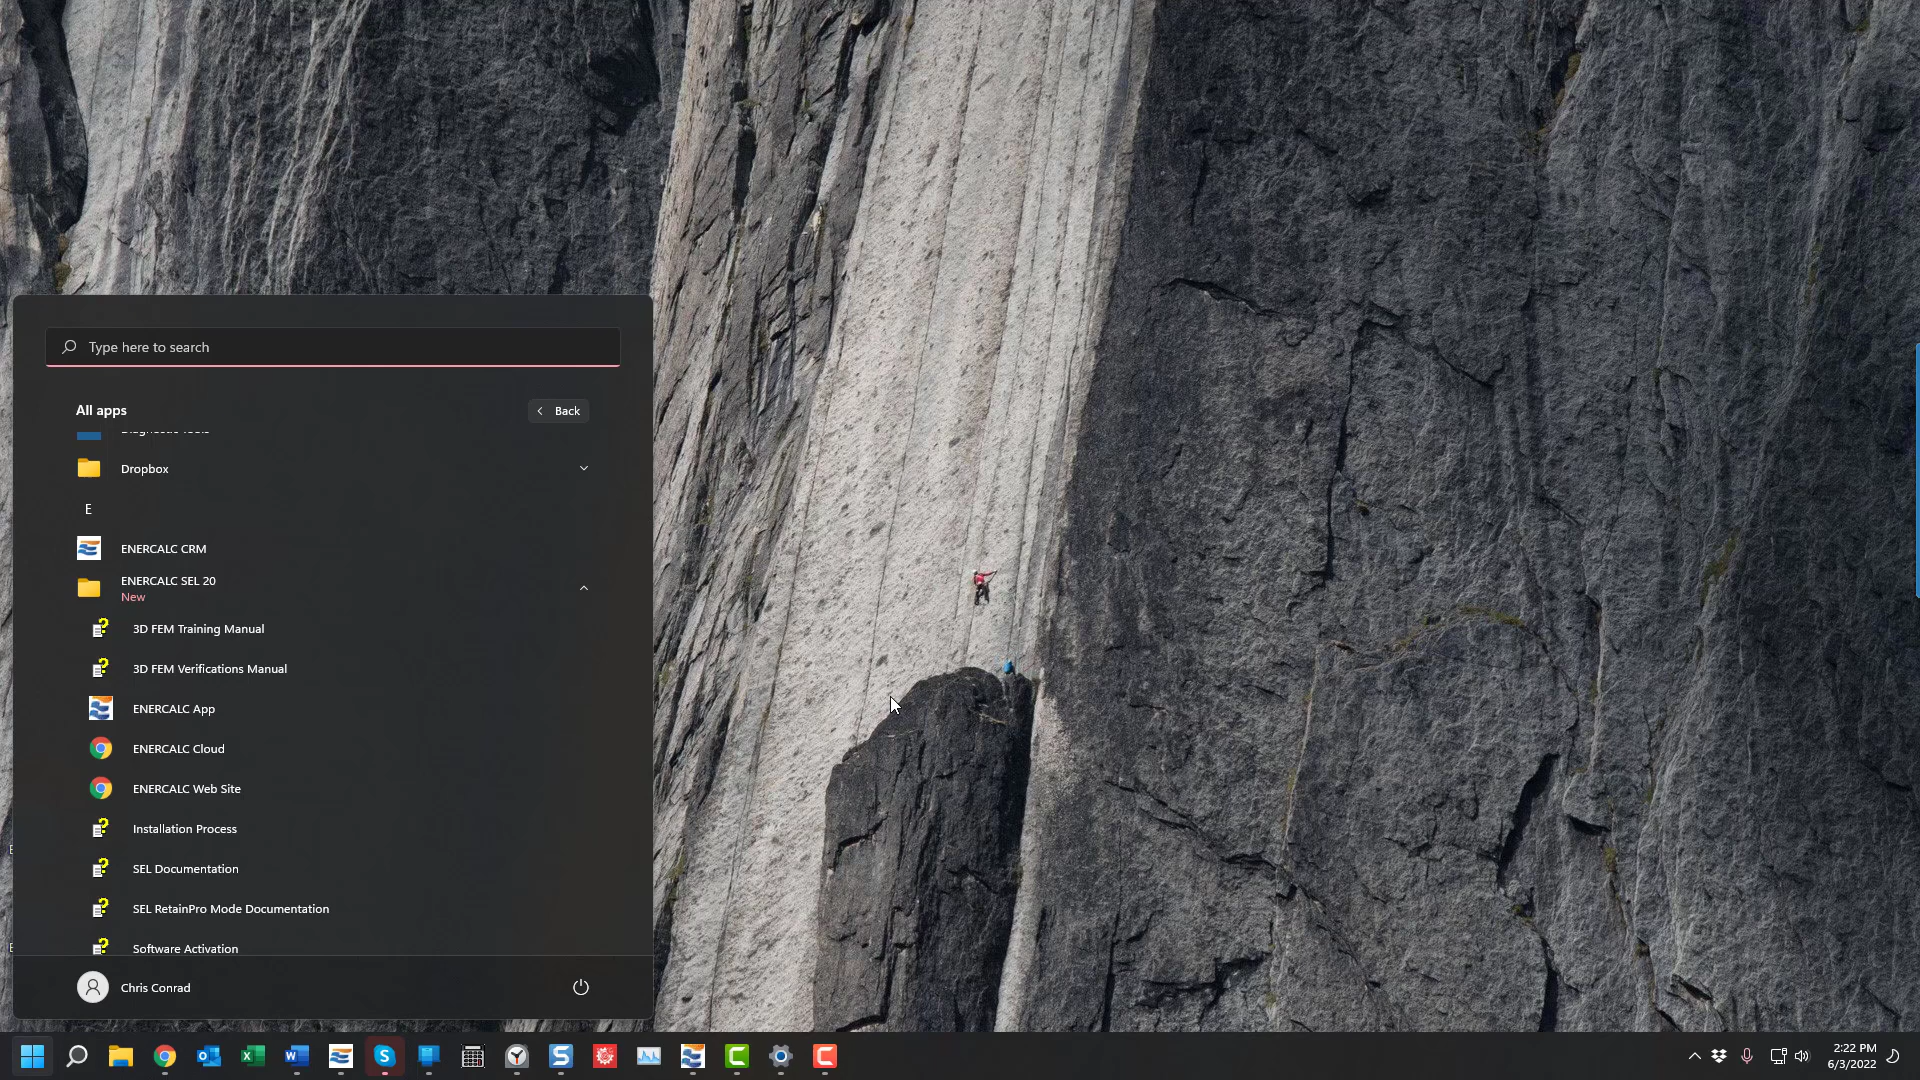 Type here to search
All apps
Back
Diagnostic Tools
Dropbox
E
ENERCALC CRM
ENERCALC SEL 20
New
3D FEM Training Manual
3D FEM Verifications Manual
ENERCALC App
ENERCALC Cloud
ENERCALC Web Site
Installation Process
SEL Documentation
SEL RetainPro Mode Documentation
Software Activation
Chris Conrad
2:22 PM
6/3/2022